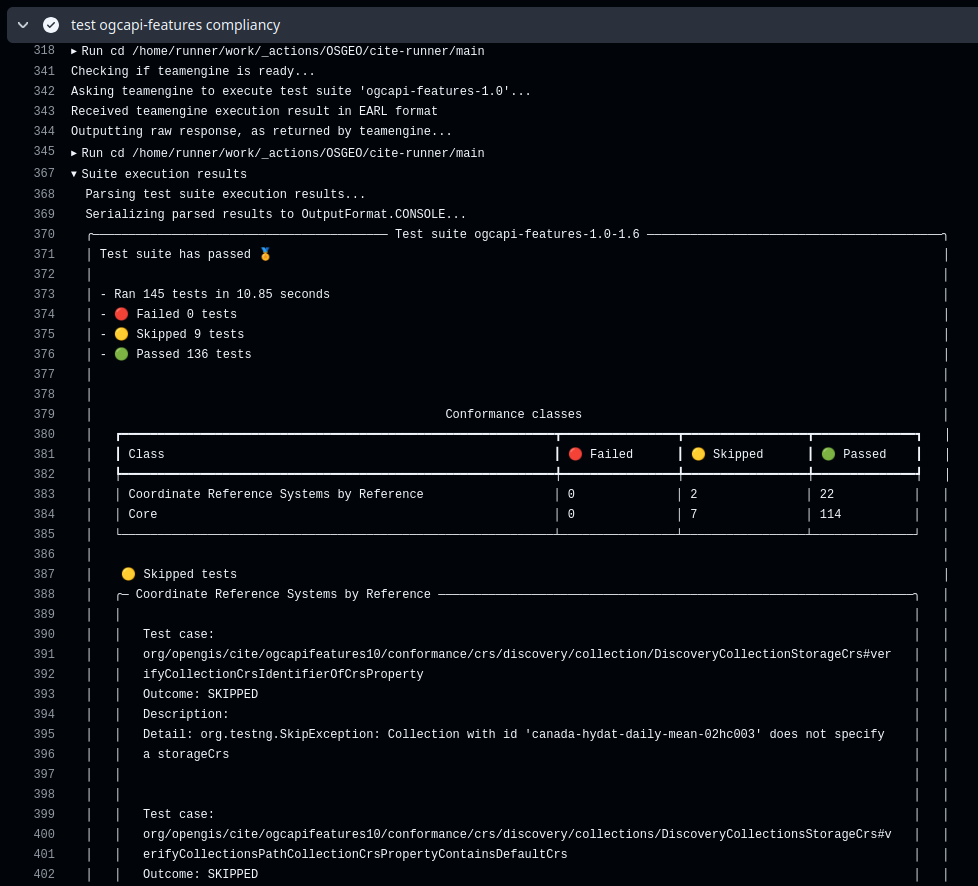 test ogcapi-features compliancy
318 Run cd /home/runner/work/_actions/OSGEO/cite-runner/main
341 Checking if teamengine is ready...
342 Asking teamengine to execute test suite 'ogcapi-features-1.0'...
343 Received teamengine execution result in EARL format
344 Outputting raw response, as returned by teamengine...
345 Run cd /home/runner/work/_actions/OSGEO/cite-runner/main
367 Suite execution results
368 Parsing test suite execution results...
369 Serializing parsed results to OutputFormat.CONSOLE...
370 Test suite ogcapi-features-1.0-1.6
371 Test suite has passed 🏅
372
373 - Ran 145 tests in 10.85 seconds
374 - 🔴 Failed 0 tests
375 - 🟡 Skipped 9 tests
376 - 🟢 Passed 136 tests
377
378
379 Conformance classes
380
381 Class 🔴 Failed 🟡 Skipped 🟢 Passed
382
383 Coordinate Reference Systems by Reference 0 2 22
384 Core 0 7 114
385
386
387 🟡 Skipped tests
388 Coordinate Reference Systems by Reference
389
390 Test case:
391 org/opengis/cite/ogcapifeatures10/conformance/crs/discovery/collection/DiscoveryCollectionStorageCrs#ver
392 ifyCollectionCrsIdentifierOfCrsProperty
393 Outcome: SKIPPED
394 Description:
395 Detail: org.testng.SkipException: Collection with id 'canada-hydat-daily-mean-02hc003' does not specify
396 a storageCrs
397
398
399 Test case:
400 org/opengis/cite/ogcapifeatures10/conformance/crs/discovery/collections/DiscoveryCollectionsStorageCrs#v
401 erifyCollectionsPathCollectionCrsPropertyContainsDefaultCrs
402 Outcome: SKIPPED